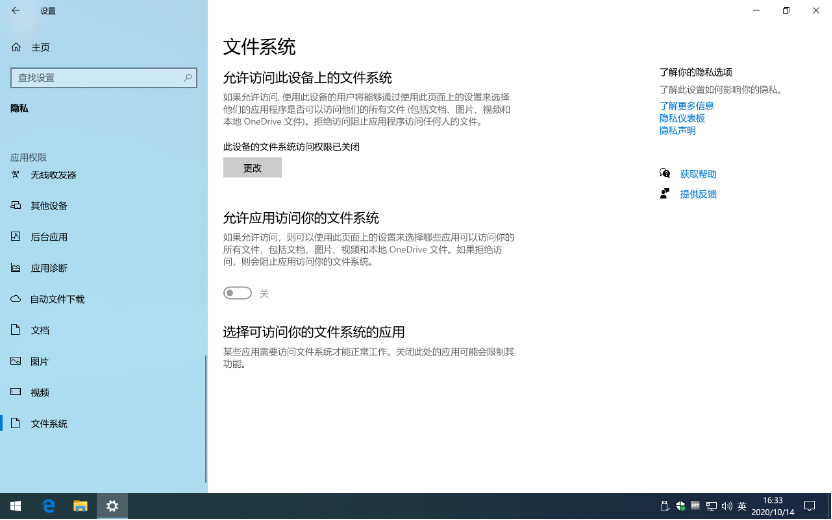 设置
主页
查找设置
隐私
应用权限
无线收发器
其他设备
后台应用
应用诊断
自动文件下载
文档
图片
视频
文件系统
文件系统
允许访问此设备上的文件系统
如果允许访问, 使用此设备的用户将能够通过使用此页面上的设置来选择
他们的应用程序是否可以访问他们的所有文件 (包括文档、图片、视频和
本地 OneDrive 文件)。拒绝访问阻止应用程序访问任何人的文件。
此设备的文件系统访问权限已关闭
更改
允许应用访问你的文件系统
如果允许访问，则可以使用此页面上的设置来选择哪些应用可以访问你的
所有文件，包括文档、图片、视频和本地 OneDrive 文件。如果拒绝访
问，则会阻止应用访问你的文件系统。
关
选择可访问你的文件系统的应用
某些应用需要访问文件系统才能正常工作。关闭此处的应用可能会限制其
功能。
了解你的隐私选项
了解此设置如何影响你的隐私。
了解更多信息
隐私仪表板
隐私声明
获取帮助
提供反馈
英
16:33
2020/10/14